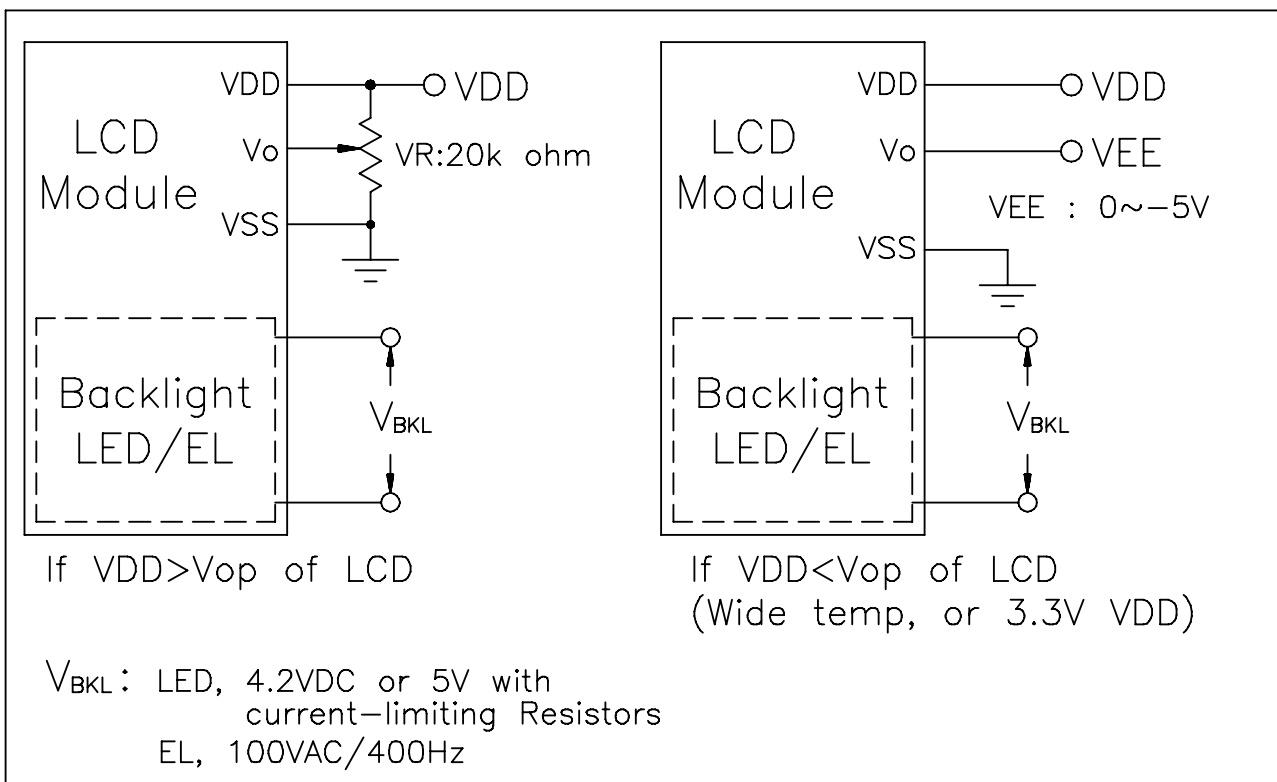 VDD
VDD
LCD
Module
Vo
VR:20k ohm
VSS
Backlight
LED/EL
VBKL
If VDD>Vop of LCD
VDD
VDD
LCD
Module
Vo
VEE
VEE : 0~-5V
VSS
Backlight
LED/EL
VBKL
If VDD<Vop of LCD
(Wide temp, or 3.3V VDD)
VBKL: LED, 4.2VDC or 5V with
current-limiting Resistors
EL, 100VAC/400Hz